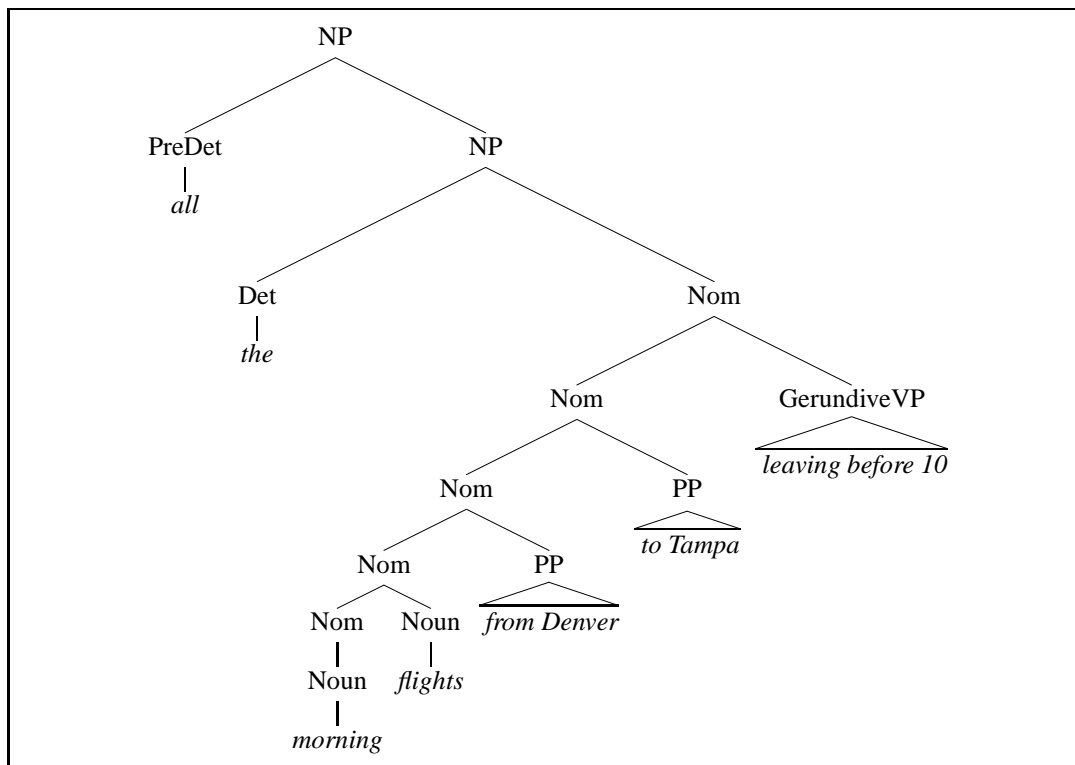 NP
PreDet NP
all
Det Nom
the
Nom GerundiveVP
leaving before 10
Nom PP
to Tampa
Nom PP
Nom Noun from Denver
Noun flights
morning